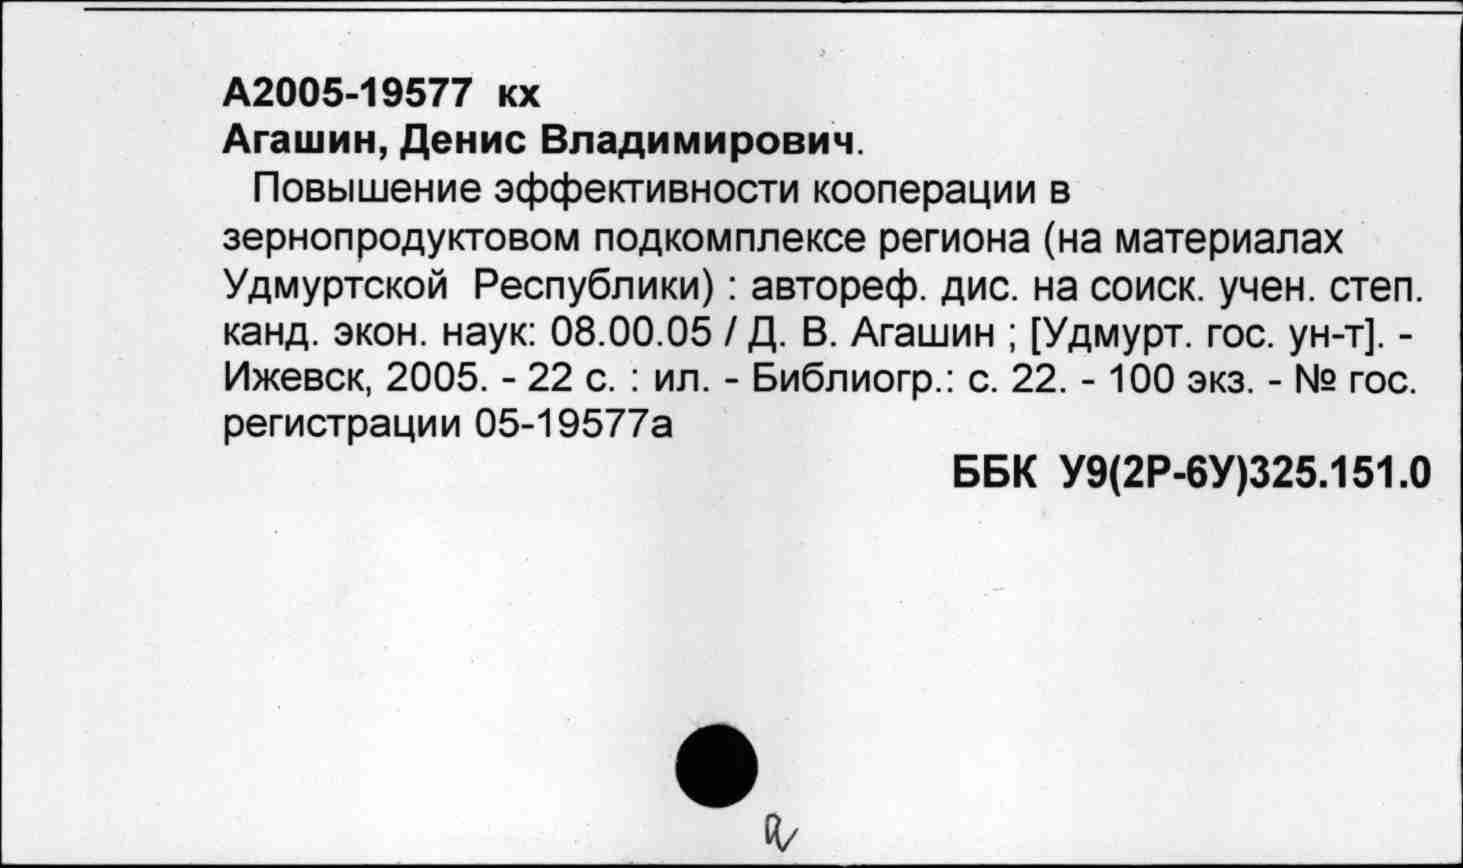 А2005-19577 кх
Агашин, Денис Владимирович.
Повышение эффективности кооперации в
зернопродуктовом подкомплексе региона (на материалах
Удмуртской Республики) : автореф. дис. на соиск. учен. степ.
канд. экон. наук: 08.00.05 / Д. В. Агашин ; [Удмурт. гос. ун-т]. -
Ижевск, 2005. - 22 с. : ил. - Библиогр.: с. 22. - 100 экз. - № гос.
регистрации 05-19577а
ББК У9(2Р-6У)325.151.0